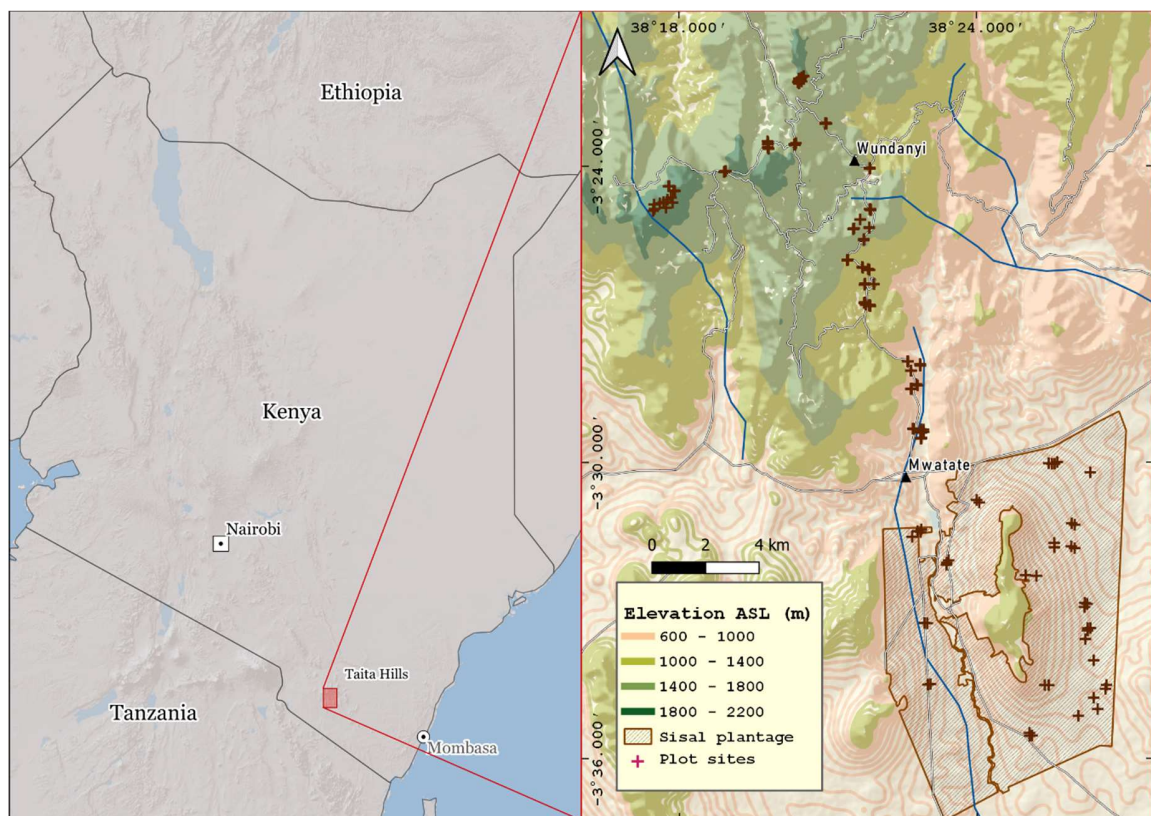 Ethiopia
Kenya
Nairobi
Taita Hills
Tanzania
Mombasa
38°18.000′
38°24.000′
-3°24.000′
Wundanyi
-3°30.000′
Mwatate
0 2 4 km
Elevation ASL (m)
600 - 1000
1000 - 1400
1400 - 1800
1800 - 2200
Sisal plantage
Plot sites
-3°36.000′